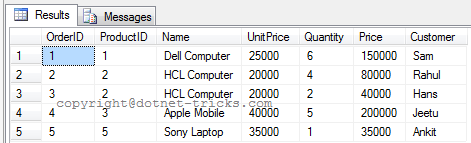 Results Messages
OrderID ProductID Name UnitPrice Quantity Price Customer
1 1 1 Dell Computer 25000 6 150000 Sam
2 2 2 HCL Computer 20000 4 80000 Rahul
3 3 2 HCL Computer 20000 2 40000 Hans
copyright@dotnet-tricks.com
4 4 3 Apple Mobile 40000 5 200000 Jeetu
5 5 5 Sony Laptop 35000 1 35000 Ankit